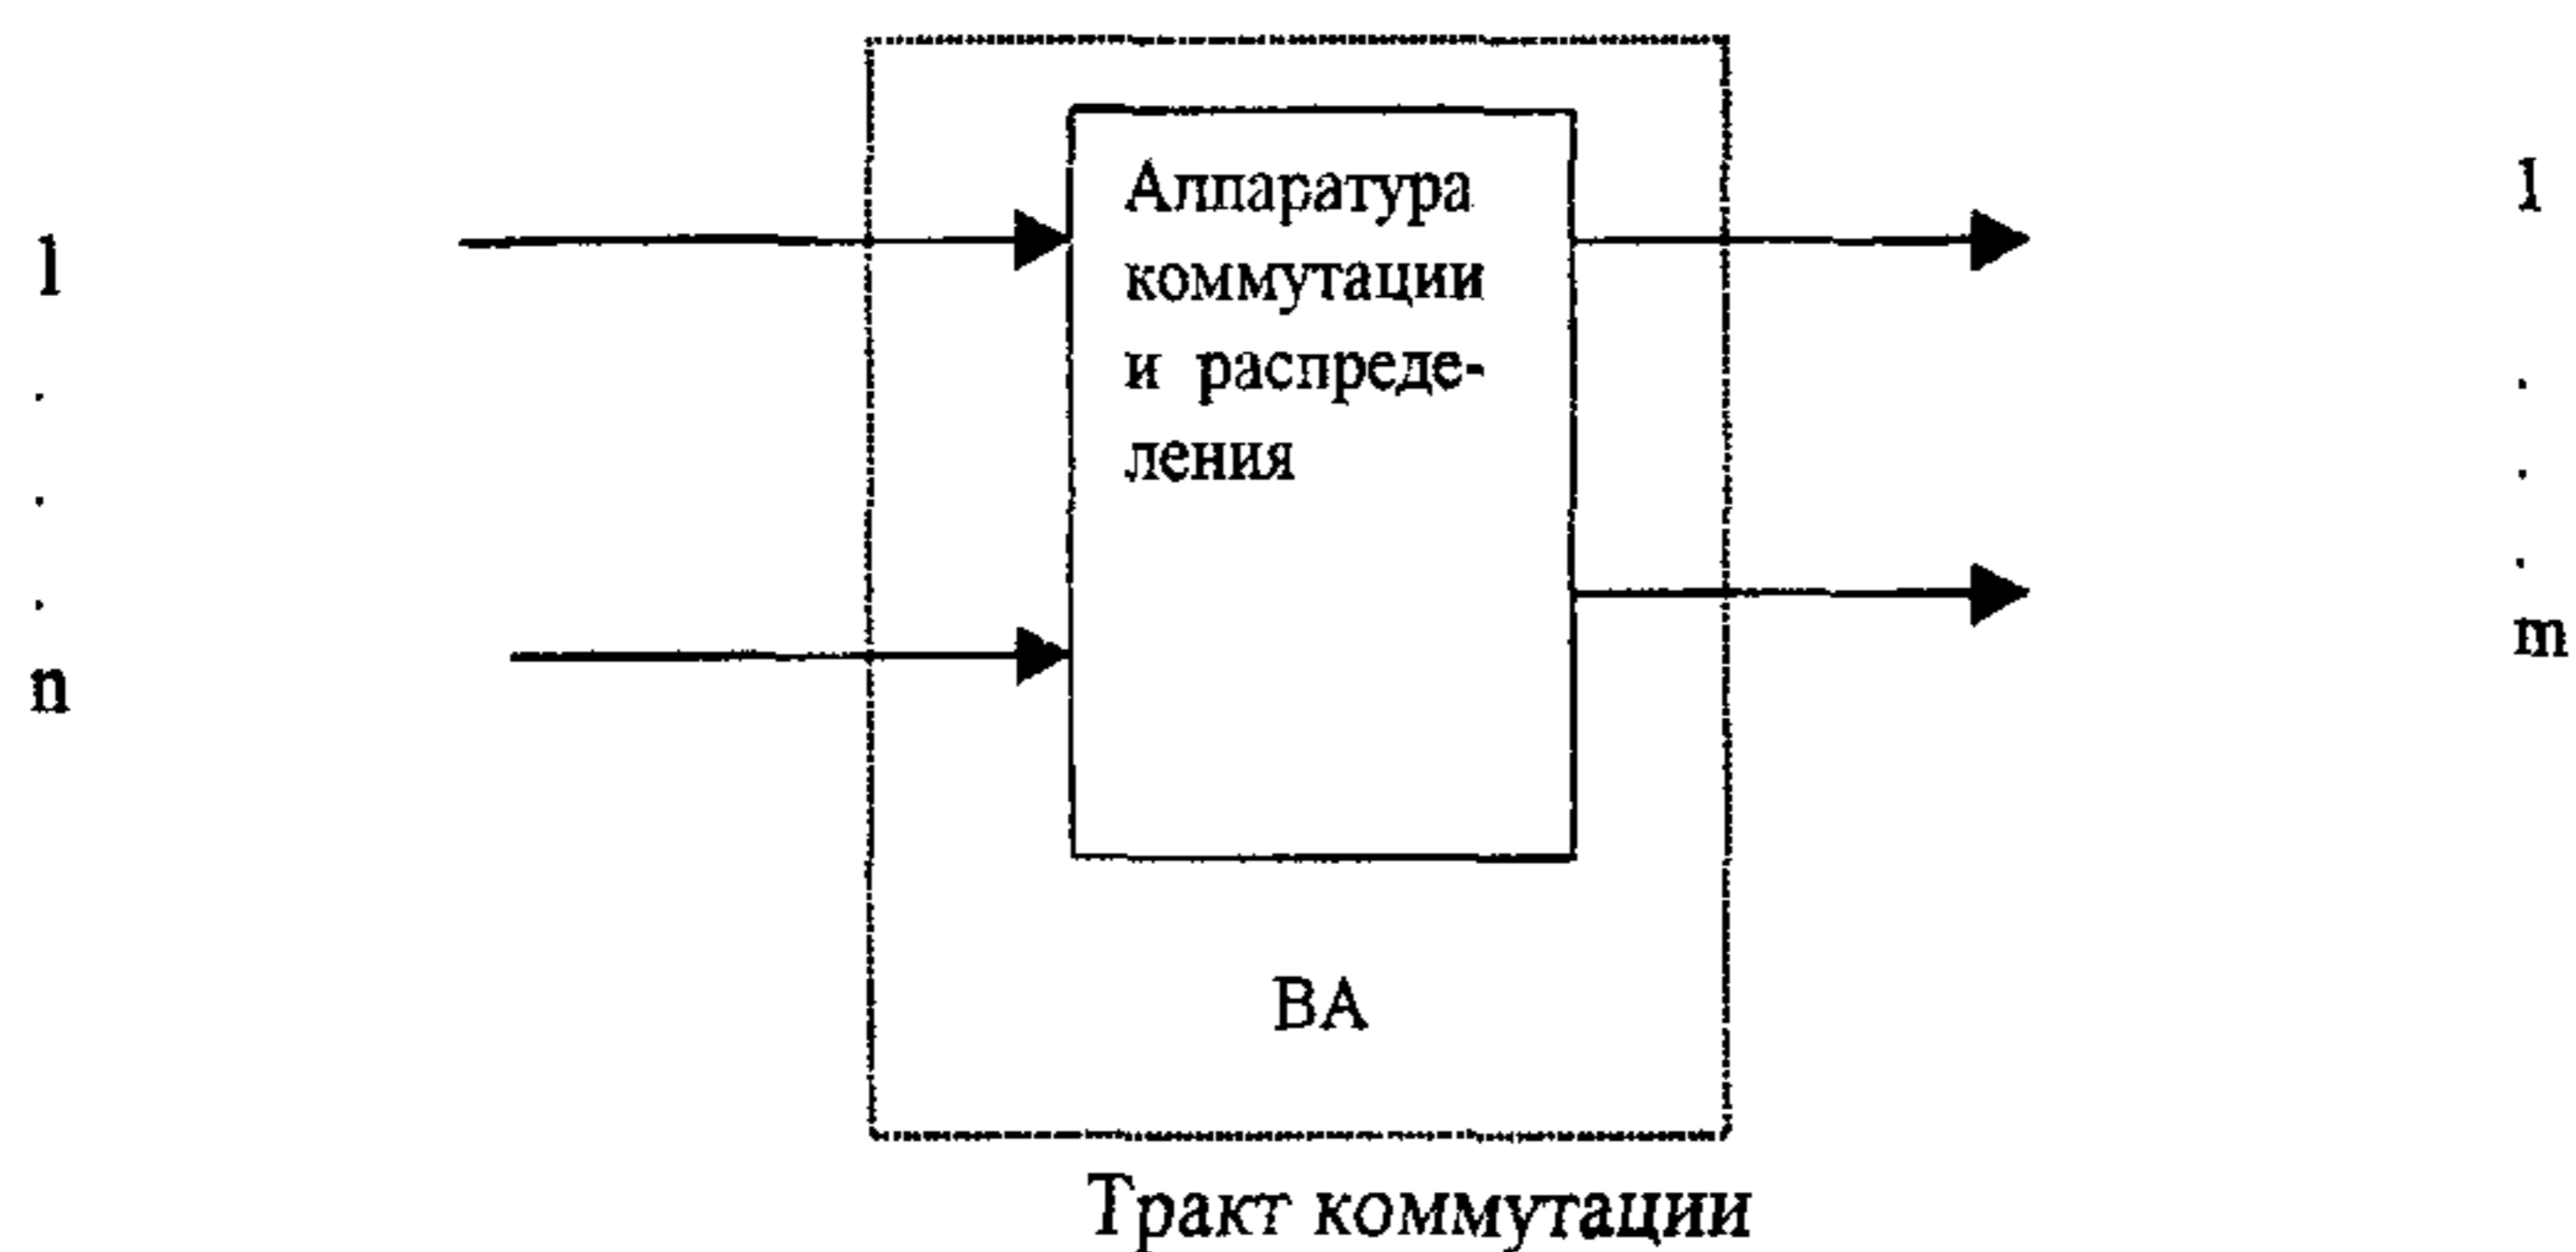 1
.
.
.
n
Аппаратура
коммутации
и распреде-
ления
1
.
.
.
m
ВА
Тракт коммутации